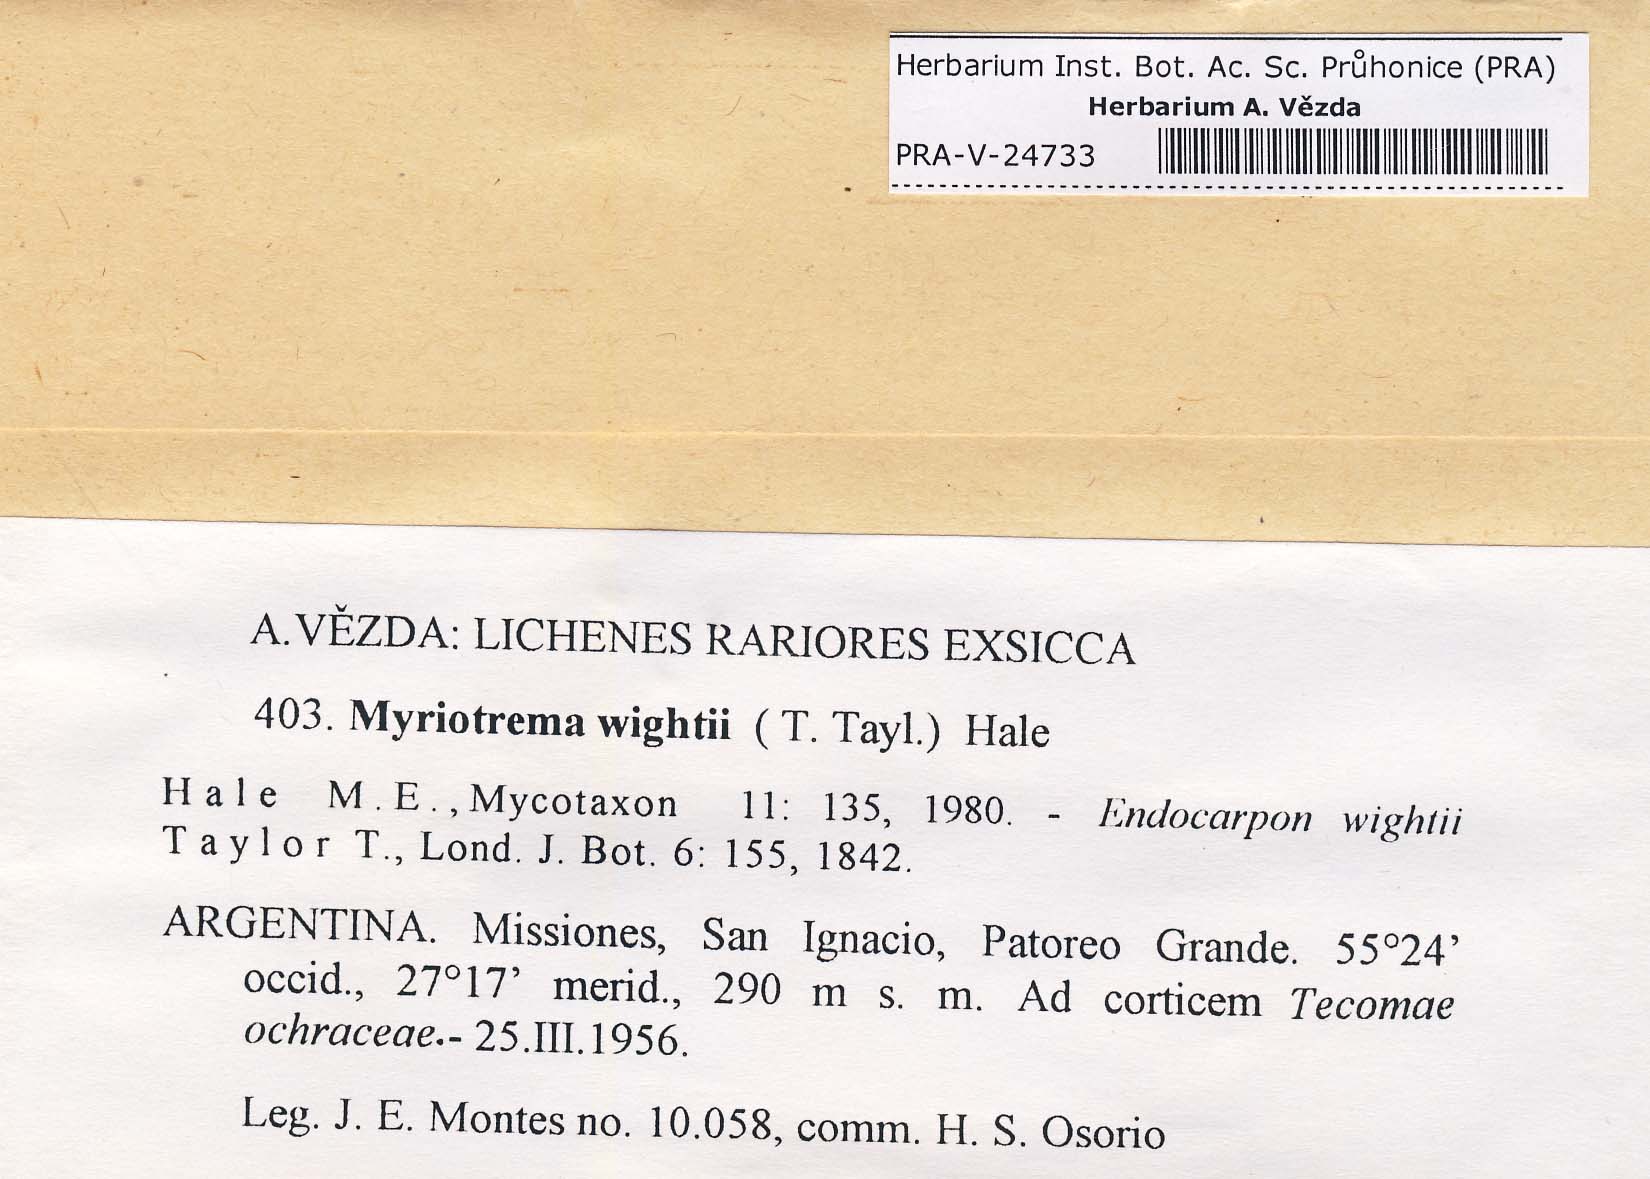 Herbarium Inst. Bot. Ac. Sc. Průhonice (PRA)
Herbarium A. Vězda
PRA-V-24733
A. VĚZDA: LICHENES RARIORES EXSICCA
403. Myriotrema wightii ( T. Tayl.) Hale
Hale M.E., Mycotaxon 11: 135, 1980. - Endocarpon wightii
Taylor T., Lond. J. Bot. 6: 155, 1842.
ARGENTINA. Missiones, San Ignacio, Patoreo Grande. 55°24’
occid., 27°17’ merid., 290 m s. m. Ad corticem Tecomae
ochraceae.- 25.III.1956.
Leg. J. E. Montes no. 10.058, comm. H. S. Osorio